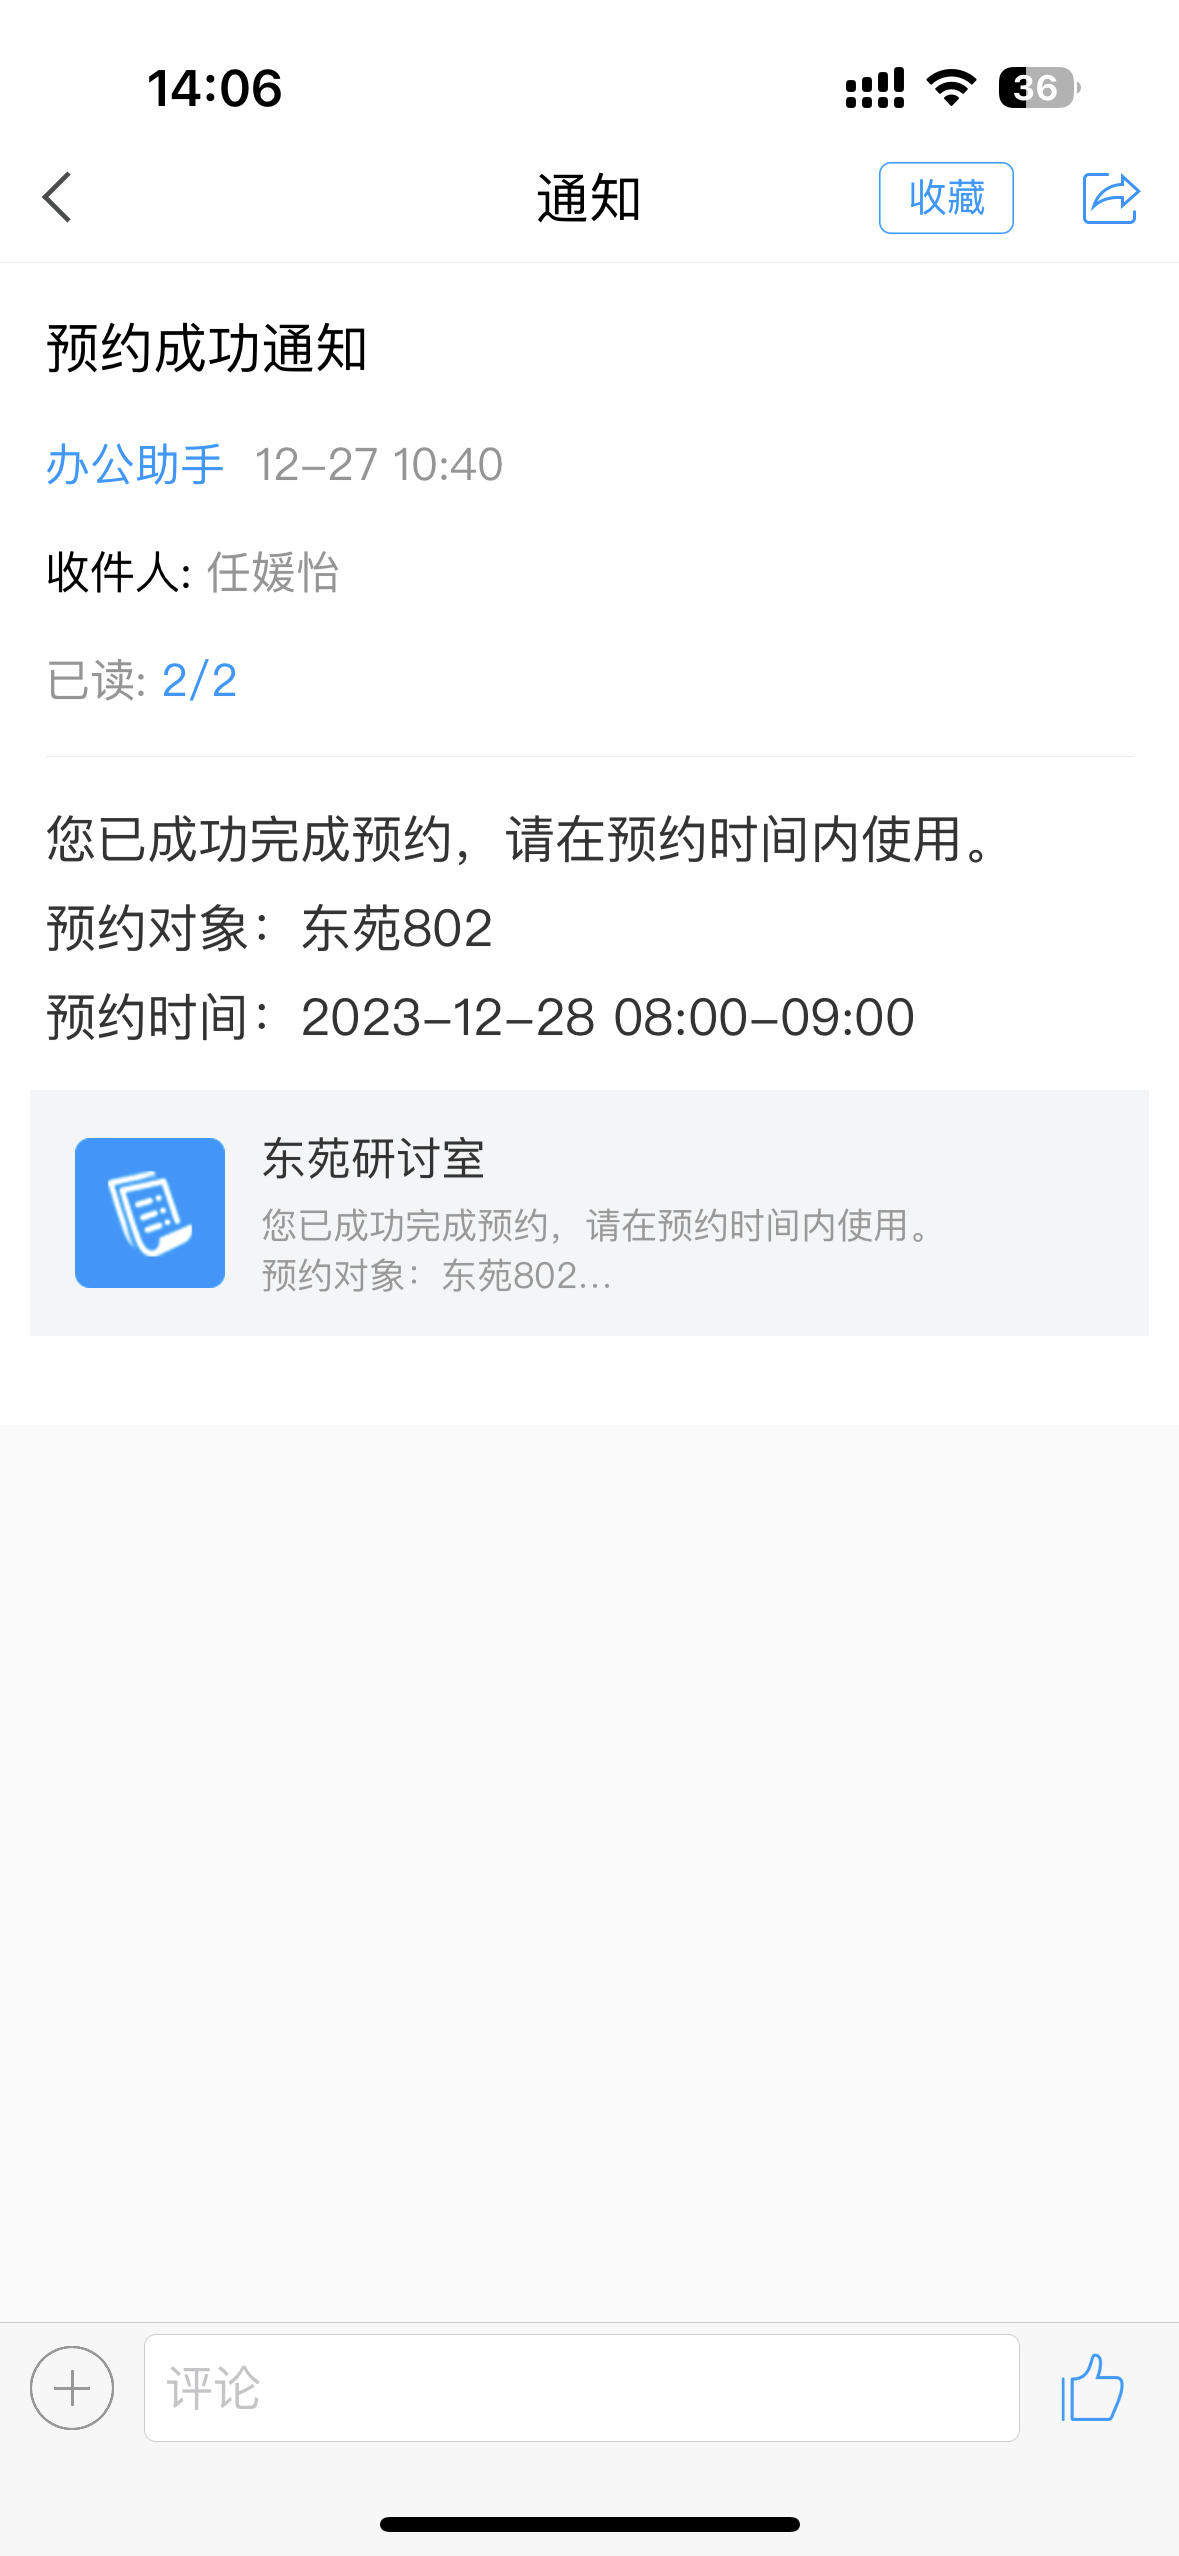 14:06
36
通知
收藏
预约成功通知
办公助手 12-27 10:40
收件人: 任媛怡
已读: 2/2
您已成功完成预约，请在预约时间内使用。
预约对象：东苑802
预约时间：2023-12-28 08:00-09:00
东苑研讨室
您已成功完成预约，请在预约时间内使用。
预约对象：东苑802...
评论